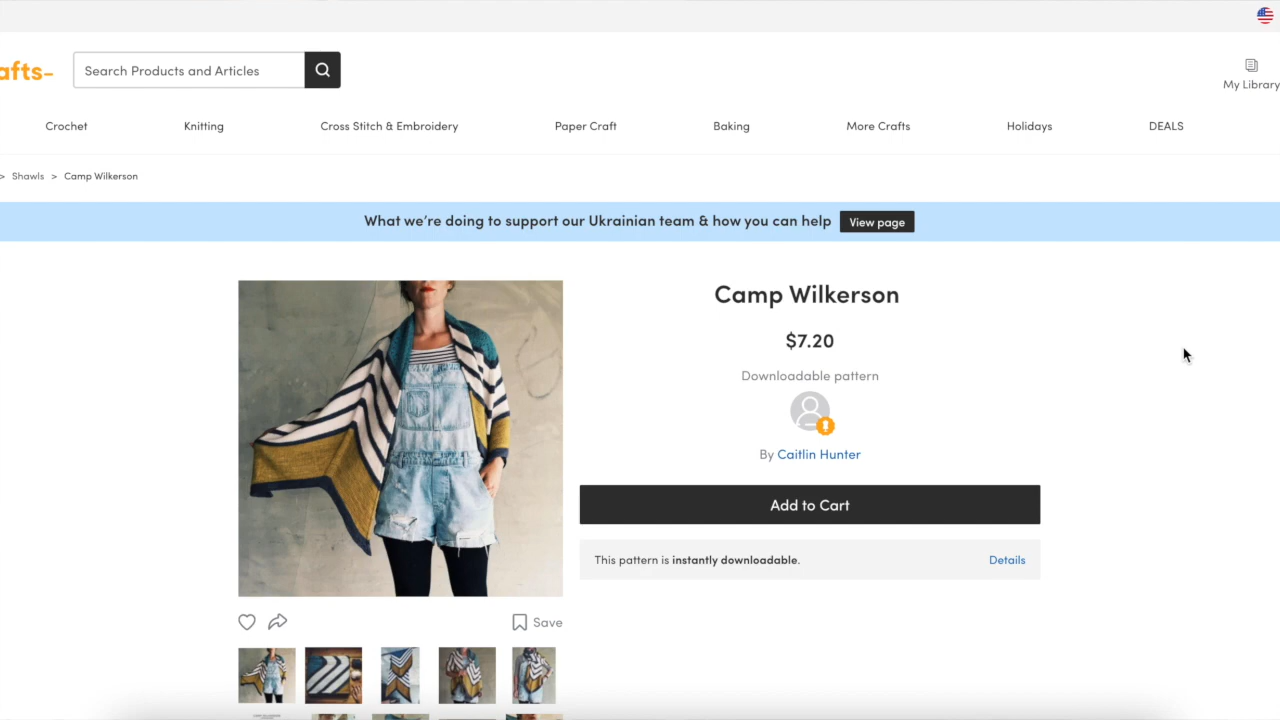 afts-
Search Products and Articles
My Library
Crochet Knitting Cross Stitch & Embroidery Paper Craft Baking More Crafts Holidays DEALS
> Shawls > Camp Wilkerson
What we're doing to support our Ukrainian team & how you can help View page
Camp Wilkerson
$7.20
Downloadable pattern
By Caitlin Hunter
Add to Cart
This pattern is instantly downloadable. Details
Save